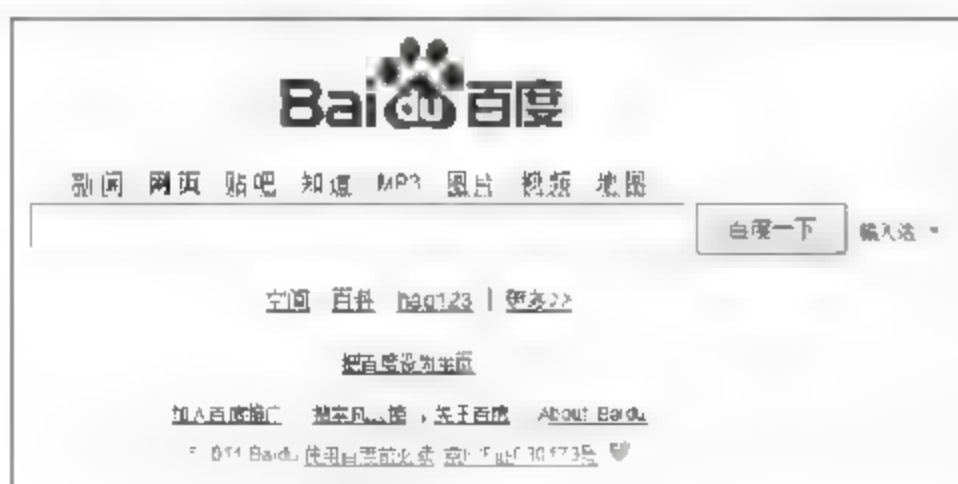 Baidu百度
新闻 网页 贴吧 知道 MP3 图片 视频 地图
百度一下 输入法
空间 百科 hao123 | 更多>>
把百度设为主页
加入百度推广 搜索风云榜 关于百度 About Baidu
Baidu 使用百度前必读